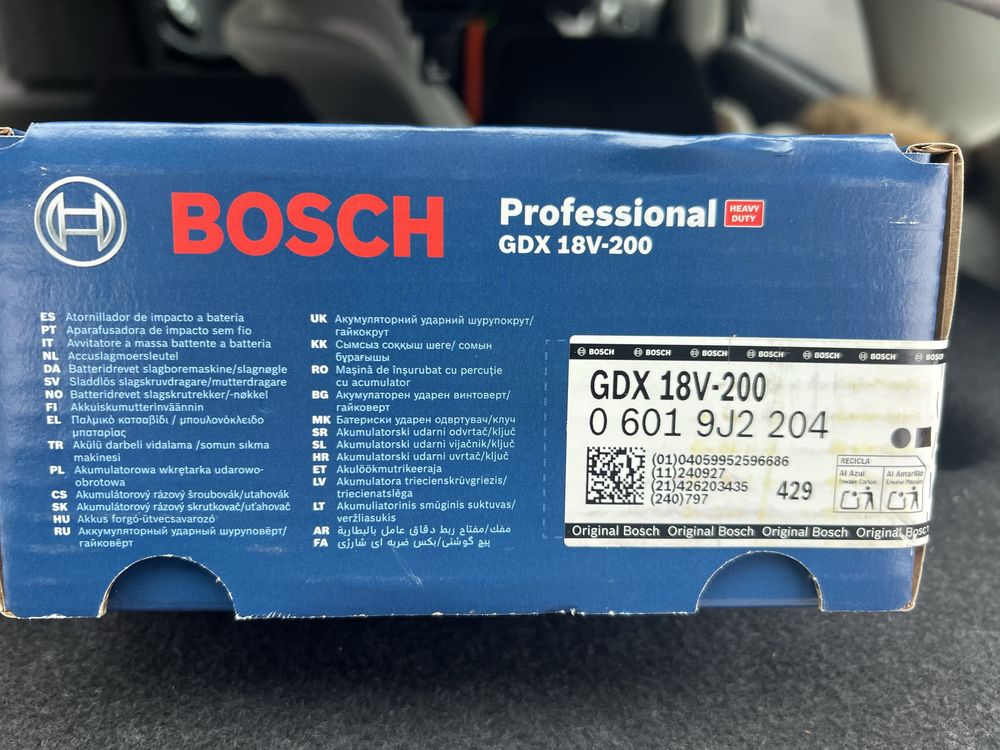 BOSCH
Professional HEAVY DUTY
GDX 18V-200
ES Atornillador de impacto a batería
PT Aparafusadora de impacto sem fio
IT Avvitatore a massa battente a batteria
NL Accuslagmoersleutel
DA Batteridrevet slagboremaskine/slagnøgle
SV Sladdlös slagskruvdragare/mutterdragare
NO Batteridrevet slagskrutrekker/-nøkkel
FI Akkuiskumutterinväännin
EL Παλμικό κατσαβίδι / μπουλονόκλειδο
μπαταρίας
TR Akülü darbeli vidalama /somun sıkma
makinesi
PL Akumulatorowa wkrętarka udarowo-
obrotowa
CS Akumulátorový rázový šroubovák/utahovák
SK Akumulátorový rázový skrutkovač/uťahovač
HU Akkus forgó-ütvecsavarozó
RU Аккумуляторный ударный шуруповёрт/
гайковёрт
UK Акумуляторний ударний шурупокрут/
гайкокрут
KK Сымсыз соққыш шеге/ сомын
бұрағышы
RO Maşină de înşurubat cu percuţie
cu acumulator
BG Акумулаторен ударен винтоверт/
гайковерт
MK Батериски ударен одвртувач/клуч
SR Akumulatorski udarni odvrtač/ključ
SL Akumulatorski udarni vijačnik/ključ
HR Akumulatorski udarni uvrtač/ključ
ET Akulöökmutrikeeraja
LV Akumulatora triecienskrūvgriezis/
triecienatslēga
LT Akumuliatorinis smūginis suktuvas/
veržliasukis
AR مفك/مفتاح ربط دقاق عامل بالبطارية
FA پیچ گوشتی/بکس ضربه ای شارژی
BOSCH BOSCH BOSCH BOSCH BOSCH BOSCH BOSCH
GDX 18V-200
0 601 9J2 204
(01)04059952596686
(11)240927
(21)426203435
(240)797
429
RECICLA
Al Azul
Envase Cartón
Al Amarillo
Envase Plástico
Original Bosch Original Bosch Original Bosch Original Bosch